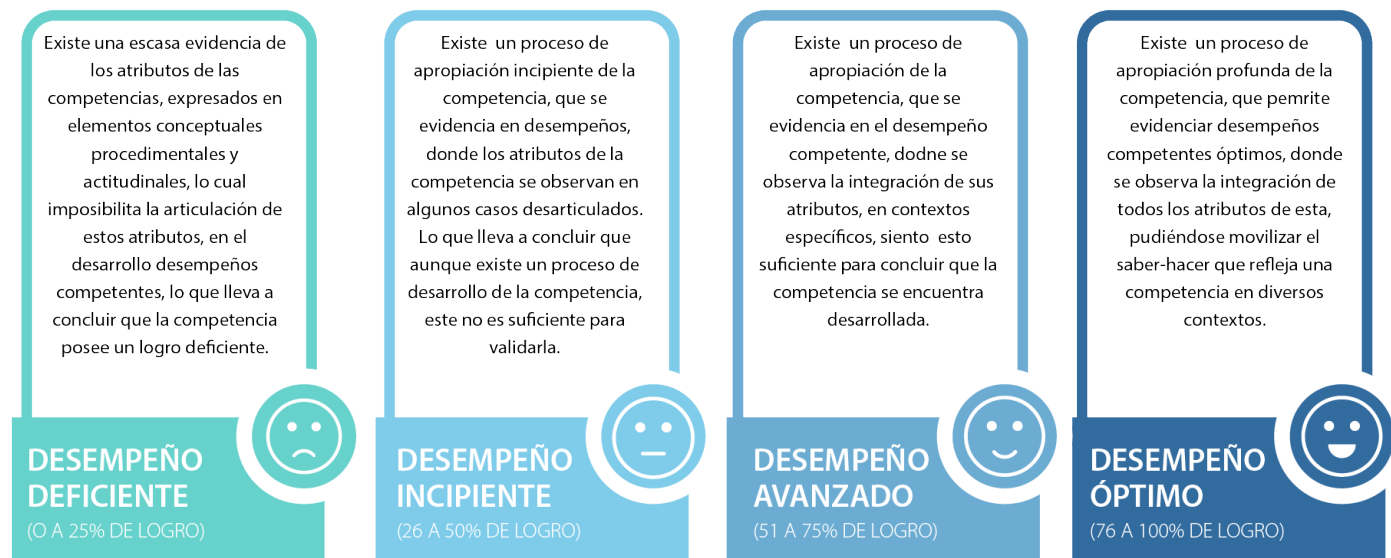 Existe una escasa evidencia de
los atributos de las
competencias, expresados en
elementos conceptuales
procedimentales y
actitudinales, lo cual
imposibilita la articulación de
estos atributos, en el
desarrollo desempeños
competentes, lo que lleva a
concluir que la competencia
posee un logro deficiente.
DESEMPEÑO
DEFICIENTE
(O A 25% DE LOGRO)
Existe un proceso de
apropiación incipiente de la
competencia, que se
evidencia en desempeños,
donde los atributos de la
competencia se observan en
algunos casos desarticulados.
Lo que lleva a concluir que
aunque existe un proceso de
desarrollo de la competencia,
este no es suficiente para
validarla.
DESEMPEÑO
INCIPIENTE
(26 A 50% DE LOGRO)
Existe un proceso de
apropiación de la
competencia, que se
evidencia en el desempeño
competente, dodne se
observa la integración de sus
atributos, en contextos
específicos, siento esto
suficiente para concluir que la
competencia se encuentra
desarrollada.
DESEMPEÑO
AVANZADO
(51 A 75% DE LOGRO)
Existe un proceso de
apropiación profunda de la
competencia, que pemrite
evidenciar desempeños
competentes óptimos, donde
se observa la integración de
todos los atributos de esta,
pudiéndose movilizar el
saber-hacer que refleja una
competencia en diversos
contextos.
DESEMPEÑO
ÓPTIMO
(76 A 100% DE LOGRO)